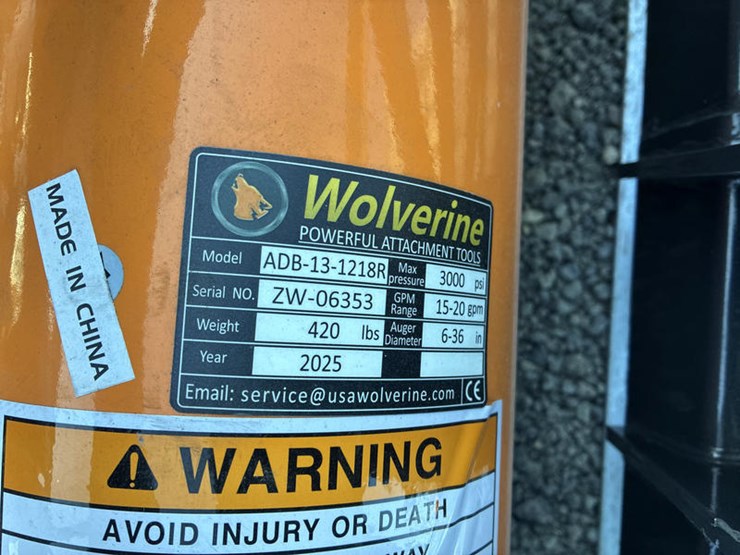 MADE IN CHINA
Wolverine
POWERFUL ATTACHMENT TOOLS
Model ADB-13-1218R Max pressure 3000 psi
Serial NO. ZW-06353 GPM Range 15-20 gpm
Weight 420 lbs Auger Diameter 6-36 in
Year 2025
Email: service@usawolverine.com CE
WARNING
AVOID INJURY OR DEATH